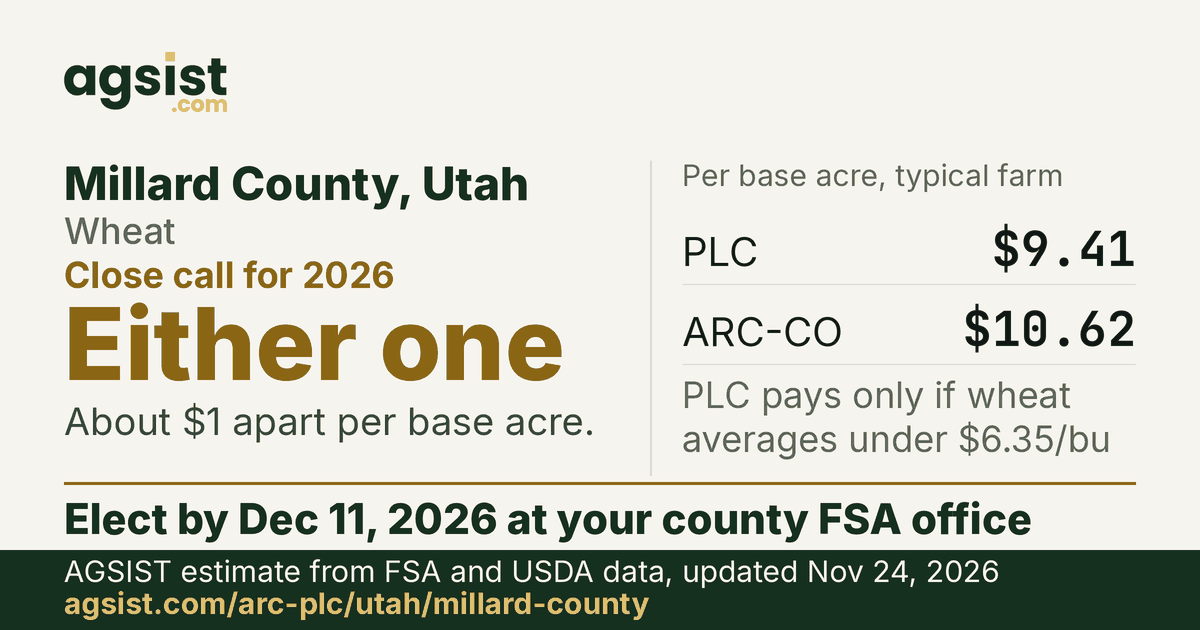 agsist
.com
Millard County, Utah
Wheat
Close call for 2026
Either one
About $1 apart per base acre.
Per base acre, typical farm
PLC $9.41
ARC-CO $10.62
PLC pays only if wheat
averages under $6.35/bu
Elect by Dec 11, 2026 at your county FSA office
AGSIST estimate from FSA and USDA data, updated Nov 24, 2026
agsist.com/arc-plc/utah/millard-county